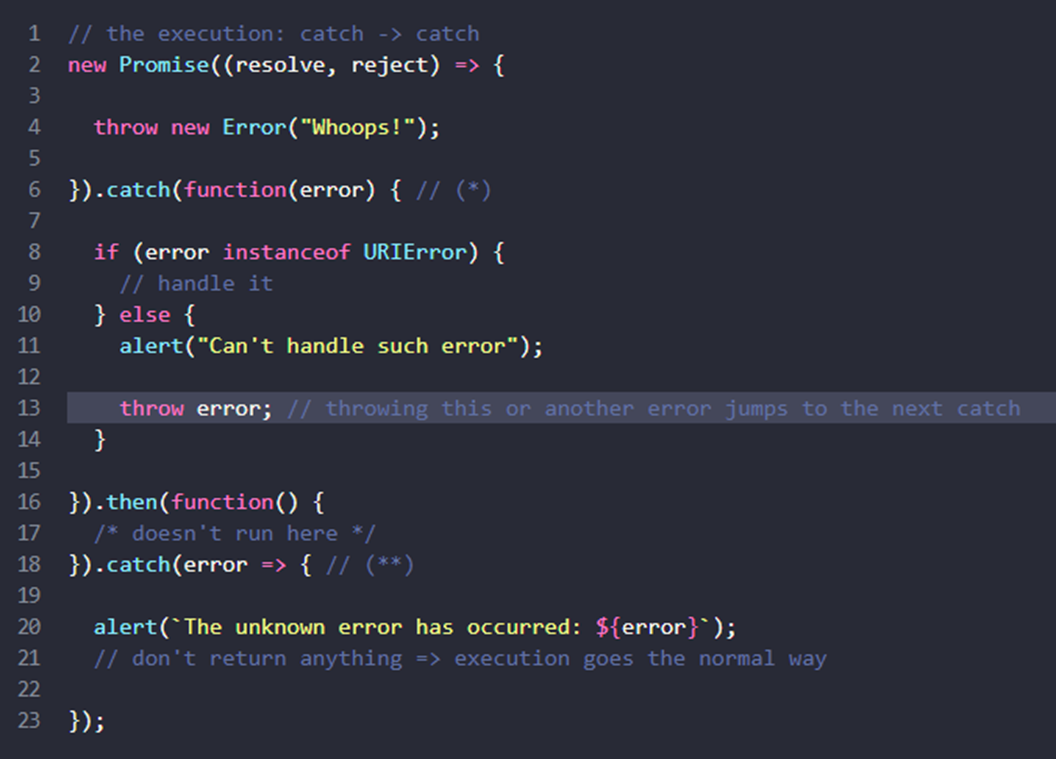 1 // the execution: catch -> catch
2 new Promise((resolve, reject) => {
3
4   throw new Error("Whoops!");
5
6 }).catch(function(error) { // (*)
7
8   if (error instanceof URIError) {
9     // handle it
10   } else {
11     alert("Can't handle such error");
12
13     throw error; // throwing this or another error jumps to the next catch
14   }
15
16 }).then(function() {
17   /* doesn't run here */
18 }).catch(error => { // (**)
19
20   alert(`The unknown error has occurred: ${error}`);
21   // don't return anything => execution goes the normal way
22
23 });